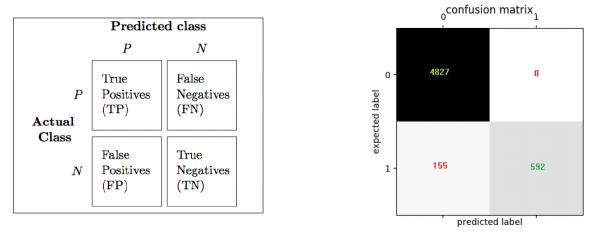 Predicted class
P N
Actual
Class
P
True
Positives
(TP)
False
Negatives
(FN)
N
False
Positives
(FP)
True
Negatives
(TN)
confusion matrix
0 1
expected label
0
4827 0
1
155 592
predicted label